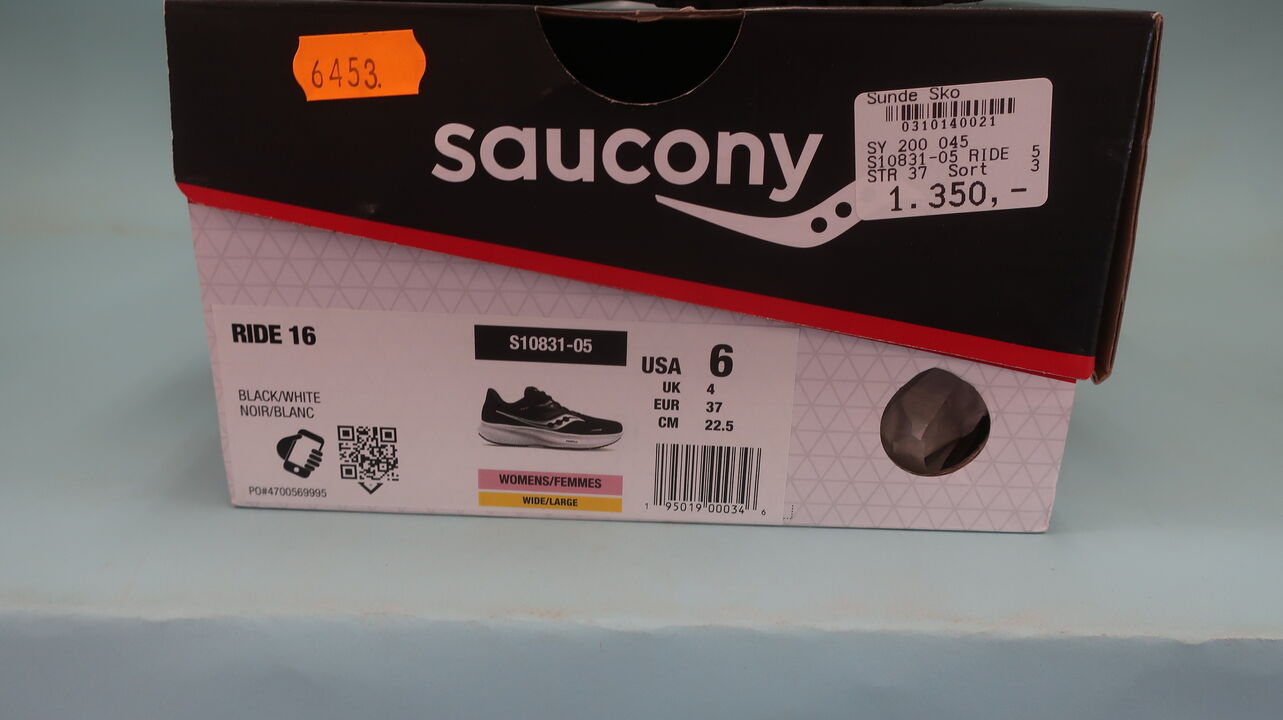 6453.
saucony
Sunde Sko
0310140021
SY 200 045
S10831-05 RIDE 5
STR 37 Sort 3
1.350,-
RIDE 16
BLACK/WHITE
NOIR/BLANC
PO#4700569995
S10831-05
WOMENS/FEMMES
WIDE/LARGE
USA 6
UK 4
EUR 37
CM 22.5
1 95019 00034 6